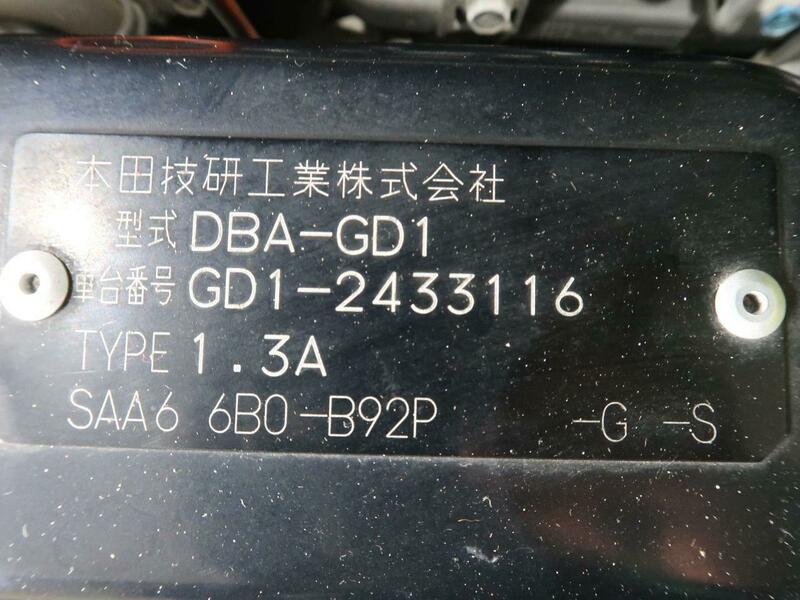 本田技研工業株式会社
型式 DBA-GD1
車台番号 GD1-2433116
TYPE 1.3A
SAA6 6B0-B92P -G -S